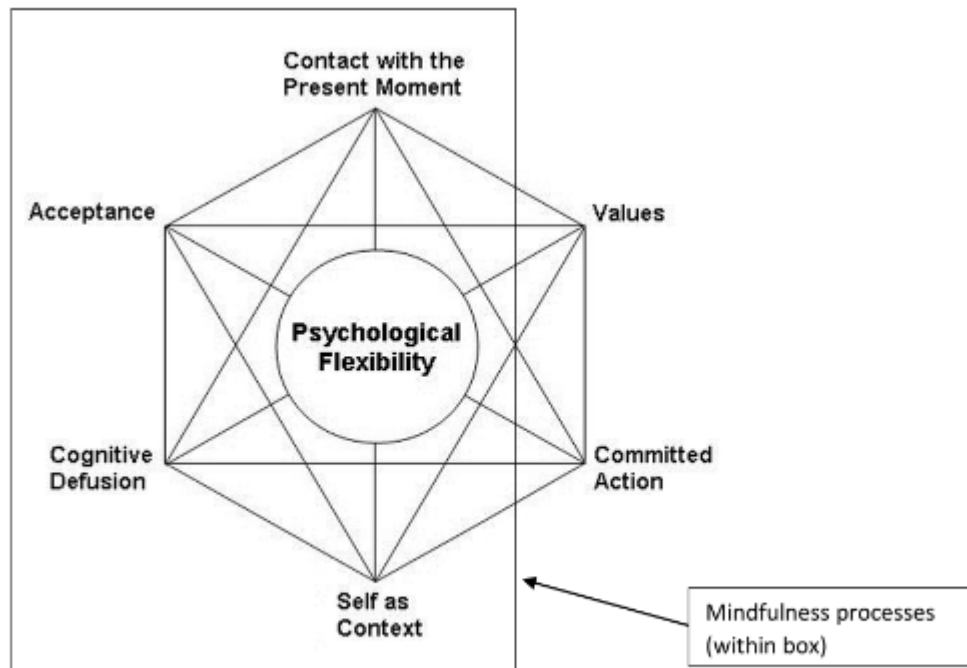 Contact with the
Present Moment
Acceptance
Values
Psychological
Flexibility
Cognitive
Defusion
Committed
Action
Self as
Context
Mindfulness processes
(within box)